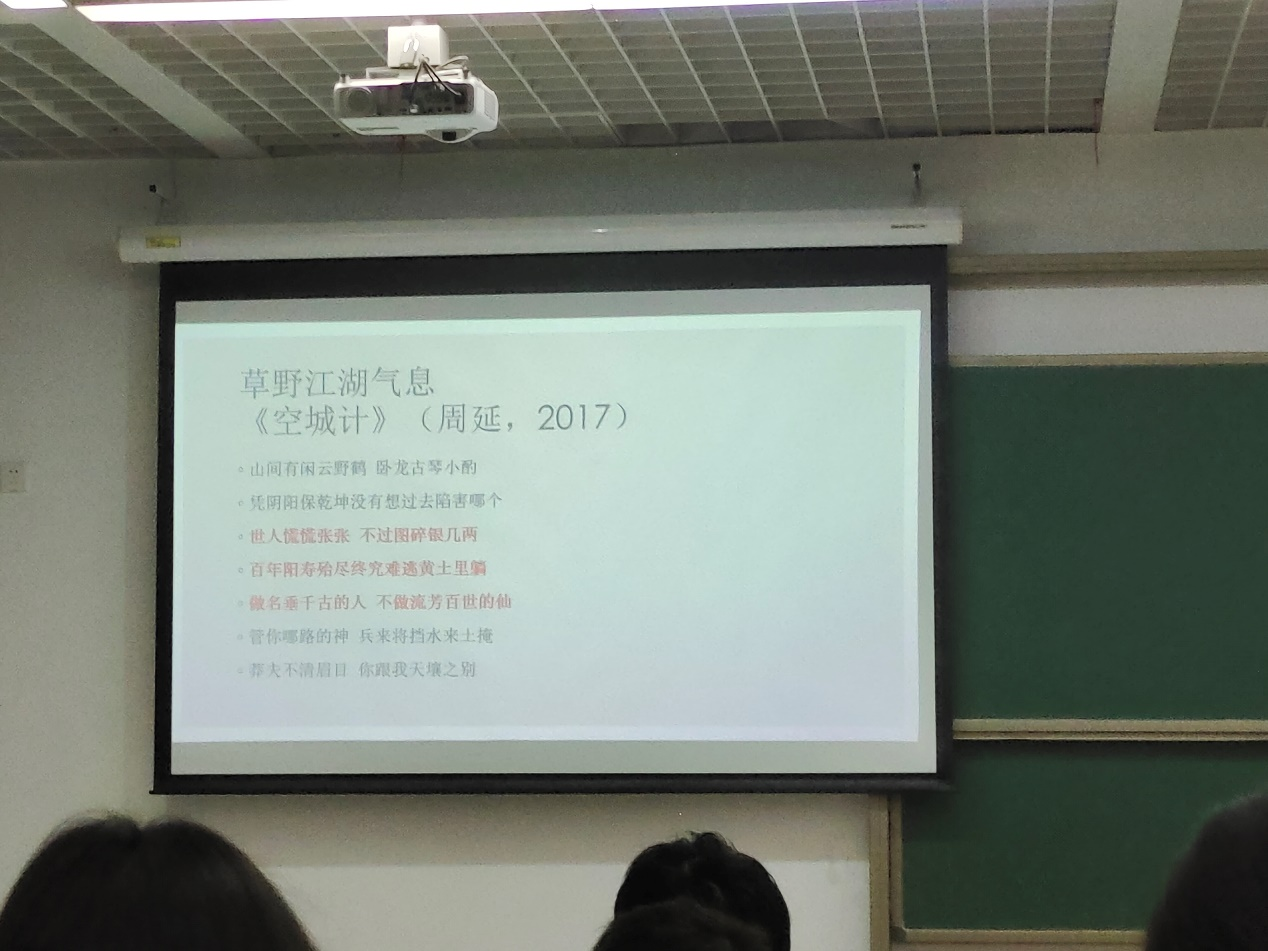 草野江湖气息
《空城计》（周延，2017）
山间有闲云野鹤 卧龙古琴小酌
凭阴阳保乾坤没有想过去陷害哪个
世人慌慌张张 不过图碎银几两
百年阳寿殆尽终究难逃黄土里躺
做名垂千古的人 不做流芳百世的仙
管你哪路的神 兵来将挡水来土掩
莽夫不清眉目 你跟我天壤之别